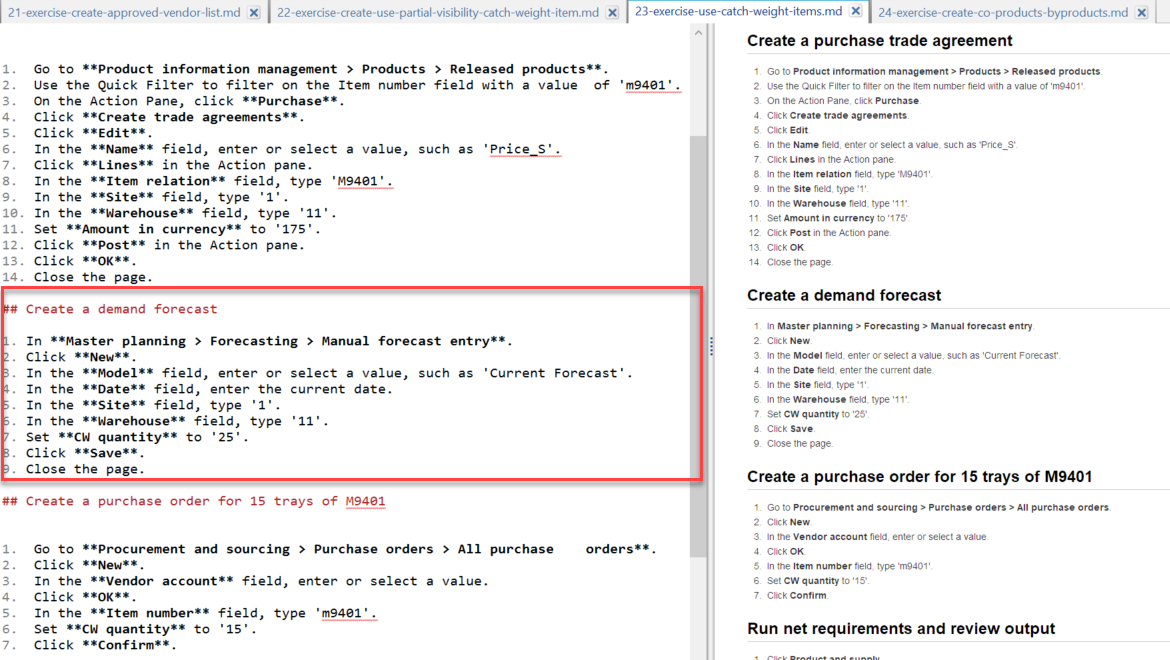 21-exercise-create-approved-vendor-list.md
22-exercise-create-use-partial-visibility-catch-weight-item.md
23-exercise-use-catch-weight-items.md
24-exercise-create-co-products-byproducts.md
1. Go to **Product information management > Products > Released products**.
2. Use the Quick Filter to filter on the Item number field with a value  of 'm9401'.
3. On the Action Pane, click **Purchase**.
4. Click **Create trade agreements**.
5. Click **Edit**.
6. In the **Name** field, enter or select a value, such as 'Price_S'.
7. Click **Lines** in the Action pane.
8. In the **Item relation** field, type 'M9401'.
9. In the **Site** field, type '1'.
10. In the **Warehouse** field, type '11'.
11. Set **Amount in currency** to '175'.
12. Click **Post** in the Action pane.
13. Click **OK**.
14. Close the page.
## Create a demand forecast
1. In **Master planning > Forecasting > Manual forecast entry**.
2. Click **New**.
3. In the **Model** field, enter or select a value, such as 'Current Forecast'.
4. In the **Date** field, enter the current date.
5. In the **Site** field, type '1'.
6. In the **Warehouse** field, type '11'.
7. Set **CW quantity** to '25'.
8. Click **Save**.
9. Close the page.
## Create a purchase order for 15 trays of M9401
1. Go to **Procurement and sourcing > Purchase orders > All purchase    orders**.
2. Click **New**.
3. In the **Vendor account** field, enter or select a value.
4. Click **OK**.
5. In the **Item number** field, type 'm9401'.
6. Set **CW quantity** to '15'.
7. Click **Confirm**.
Create a purchase trade agreement
1. Go to Product information management > Products > Released products.
2. Use the Quick Filter to filter on the Item number field with a value of 'm9401'.
3. On the Action Pane, click Purchase.
4. Click Create trade agreements.
5. Click Edit.
6. In the Name field, enter or select a value, such as 'Price_S'.
7. Click Lines in the Action pane.
8. In the Item relation field, type 'M9401'.
9. In the Site field, type '1'.
10. In the Warehouse field, type '11'.
11. Set Amount in currency to '175'.
12. Click Post in the Action pane.
13. Click OK.
14. Close the page.
Create a demand forecast
1. In Master planning > Forecasting > Manual forecast entry.
2. Click New.
3. In the Model field, enter or select a value, such as 'Current Forecast'.
4. In the Date field, enter the current date.
5. In the Site field, type '1'.
6. In the Warehouse field, type '11'.
7. Set CW quantity to '25'.
8. Click Save.
9. Close the page.
Create a purchase order for 15 trays of M9401
1. Go to Procurement and sourcing > Purchase orders > All purchase orders.
2. Click New.
3. In the Vendor account field, enter or select a value.
4. Click OK.
5. In the Item number field, type 'm9401'.
6. Set CW quantity to '15'.
7. Click Confirm.
Run net requirements and review output
1. Click Product and supply